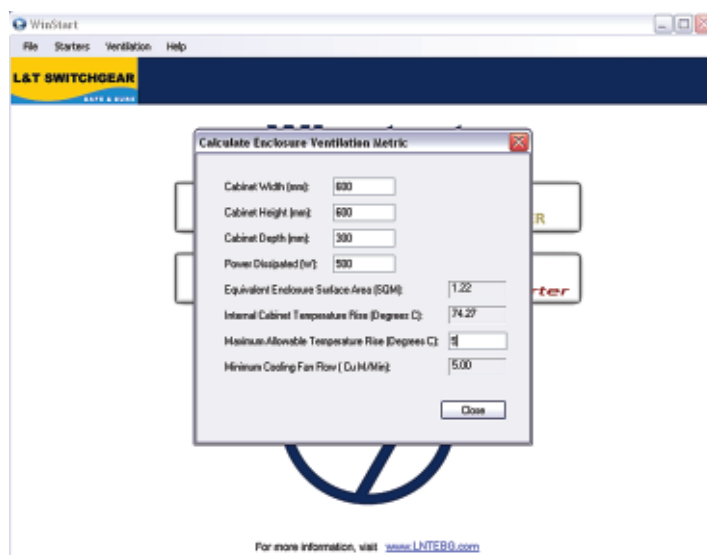 WinStart
File Starters Ventilation Help
L&T SWITCHGEAR
SAFE & SURE
Calculate Enclosure Ventilation Metric
Cabinet Width (mm): 600
Cabinet Height (mm): 600
Cabinet Depth (mm): 300
Power Dissipated (W): 500
Equivalent Enclosure Surface Area (SQM): 1.22
Internal Cabinet Temperature Rise (Degrees C): 74.27
Maximum Allowable Temperature Rise (Degrees C): 5
Minimum Cooling Fan Flow ( Cu M/Min): 5.00
Close
For more information, visit www.LNTEBG.com